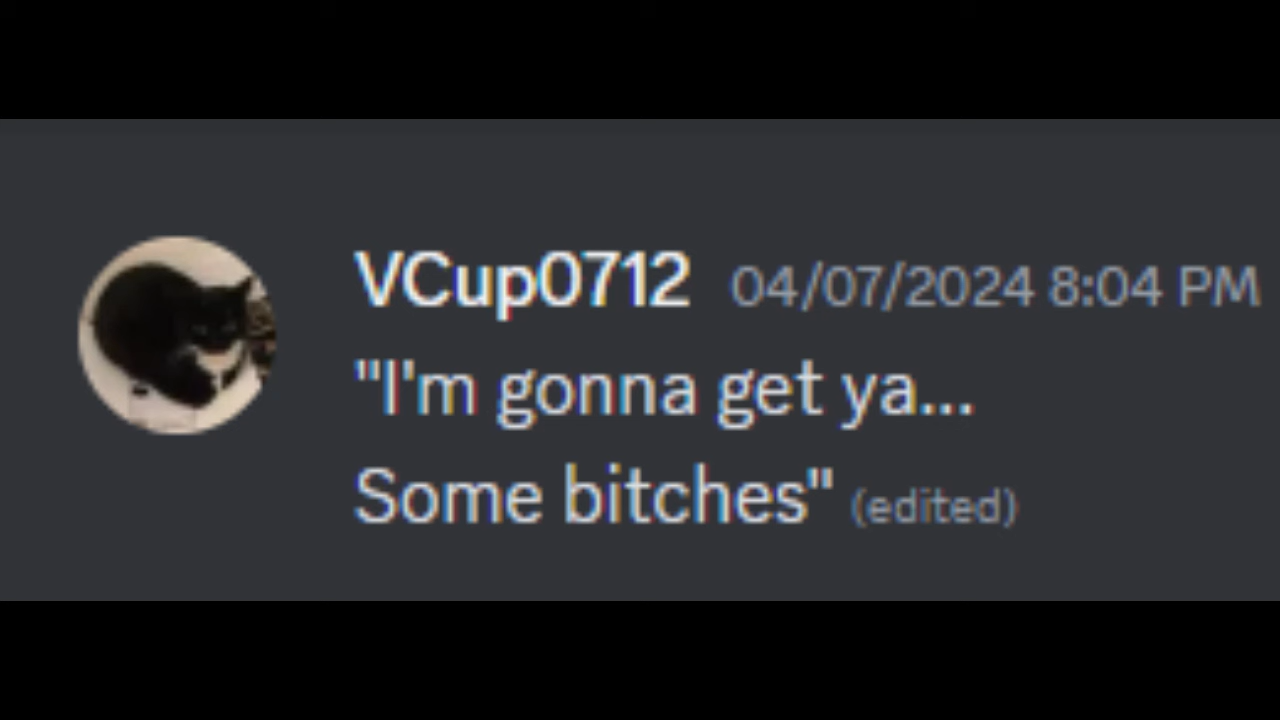 VCup0712 04/07/2024 8:04 PM
"I'm gonna get ya...
Some bitches" (edited)